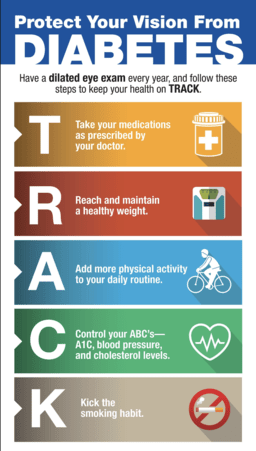 Protect Your Vision From
DIABETES
Have a dilated eye exam every year, and follow these
steps to keep your health on TRACK.
T
Take your medications
as prescribed by
your doctor.
R
Reach and maintain
a healthy weight.
A
Add more physical activity
to your daily routine.
C
Control your ABC's—
A1C, blood pressure,
and cholesterol levels.
K
Kick the
smoking habit.